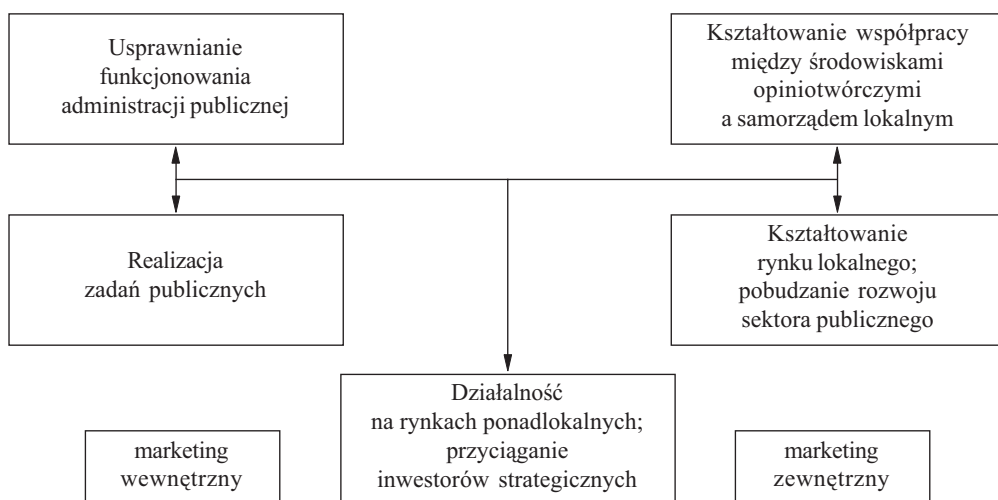 Usprawnianie
funkcjonowania
administracji publicznej
Kształtowanie współpracy
między środowiskami
opiniotwórczymi
a samorządem lokalnym
Realizacja
zadań publicznych
Kształtowanie
rynku lokalnego;
pobudzanie rozwoju
sektora publicznego
Działalność
na rynkach ponadlokalnych;
przyciąganie
inwestorów strategicznych
marketing
wewnętrzny
marketing
zewnętrzny